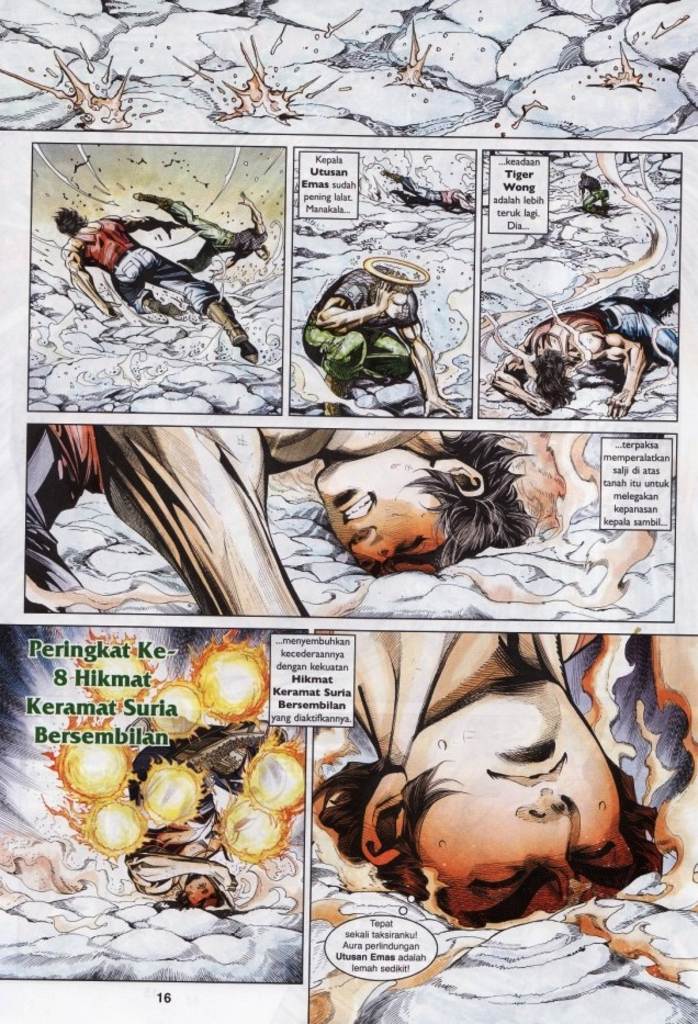 Kepala
Utusan
Emas sudah
pening lalat.
Manakala...
...keadaan
Tiger
Wong
adalah lebih
teruk lagi.
Dia...
...terpaksa
memperalatkan
salji di atas
tanah itu untuk
melegakan
kepanasan
kepala sambil...
Peringkat Ke-
8 Hikmat
Keramat Suria
Bersembilan
...menyembuhkan
kecederaannya
dengan kekuatan
Hikmat
Keramat Suria
Bersembilan
yang diaktifkannya.
Tepat
sekali taksiranku!
Aura perlindungan
Utusan Emas adalah
lemah sedikit!
16